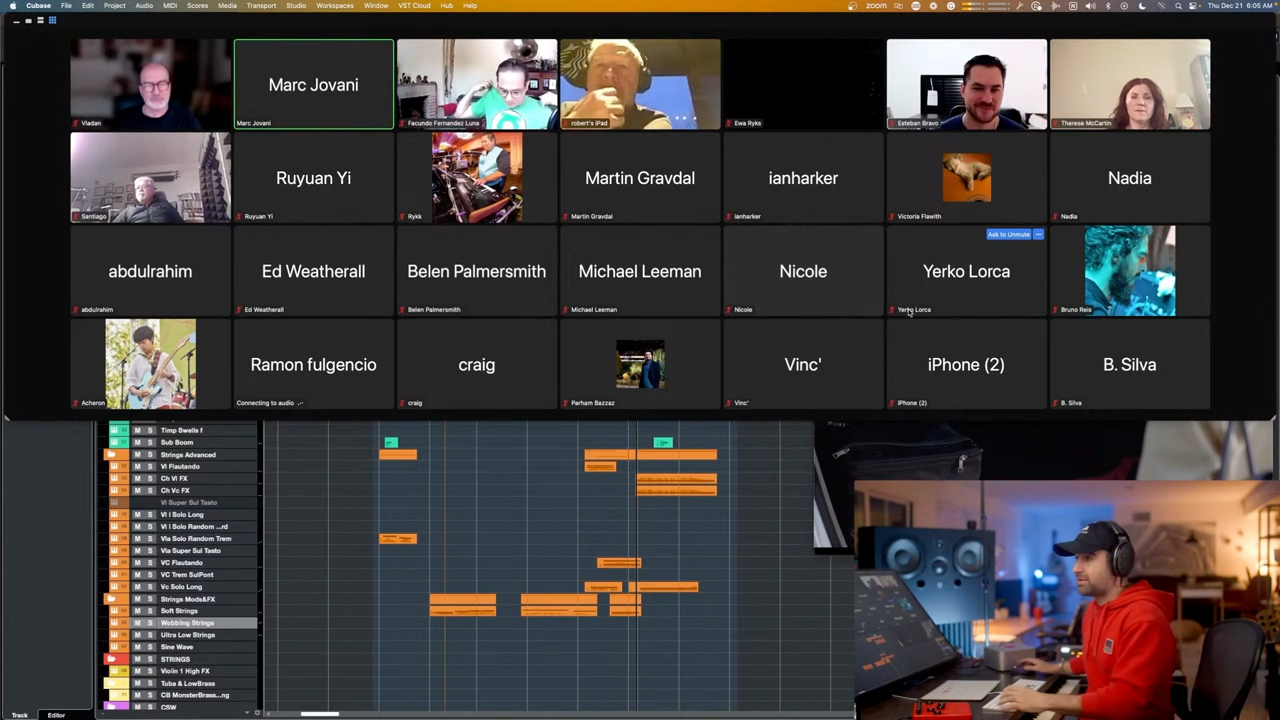 Cubase File Edit Project Audio MIDI Scores Media Transport Studio Workspaces Window VST Cloud Hub Help
zoom
Thu Dec 21 6:05 AM
Marc Jovani
Vladan
Marc Jovani
Facundo Fernandez Luna
robert's iPad
Ewa Ryks
Esteban Bravo
Therese McCartin
Ruyuan Yi
Martin Gravdal
ianharker
Nadia
Santiago
Ruyuan Yi
Rykk
Martin Gravdal
ianharker
Victoria Flawith
Nadia
Ask to Unmute
abdulrahim
Ed Weatherall
Belen Palmersmith
Michael Leeman
Nicole
Yerko Lorca
abdulrahim
Ed Weatherall
Belen Palmersmith
Michael Leeman
Nicole
Yerko Lorca
Bruno Reis
Ramon fulgencio
craig
Vinc'
iPhone (2)
B. Silva
Acheron
Connecting to audio
craig
Parham Bazzaz
Vinc'
iPhone (2)
B. Silva
M S Timp Swells f
M S Sub Boom
M S Strings Advanced
M S Vl Flautando
M S Ch Vl FX
M S Ch Vc FX
Vl Super Sul Tasto
M S Vl I Solo Long
M S Vl I Solo Random ...rd
M S Vla Solo Random Trem
M S Vla Super Sul Tasto
M S VC Flautando
M S VC Trem SulPont
M S Vc Solo Long
M S Strings Mods&FX
M S Soft Strings
M S Wobbling Strings
M S Ultra Low Strings
M S Sine Wave
M S STRINGS
M S Violin 1 High FX
M S Tuba & LowBrass
M S CB MonsterBrass...ng
M S CSW
Track Editor